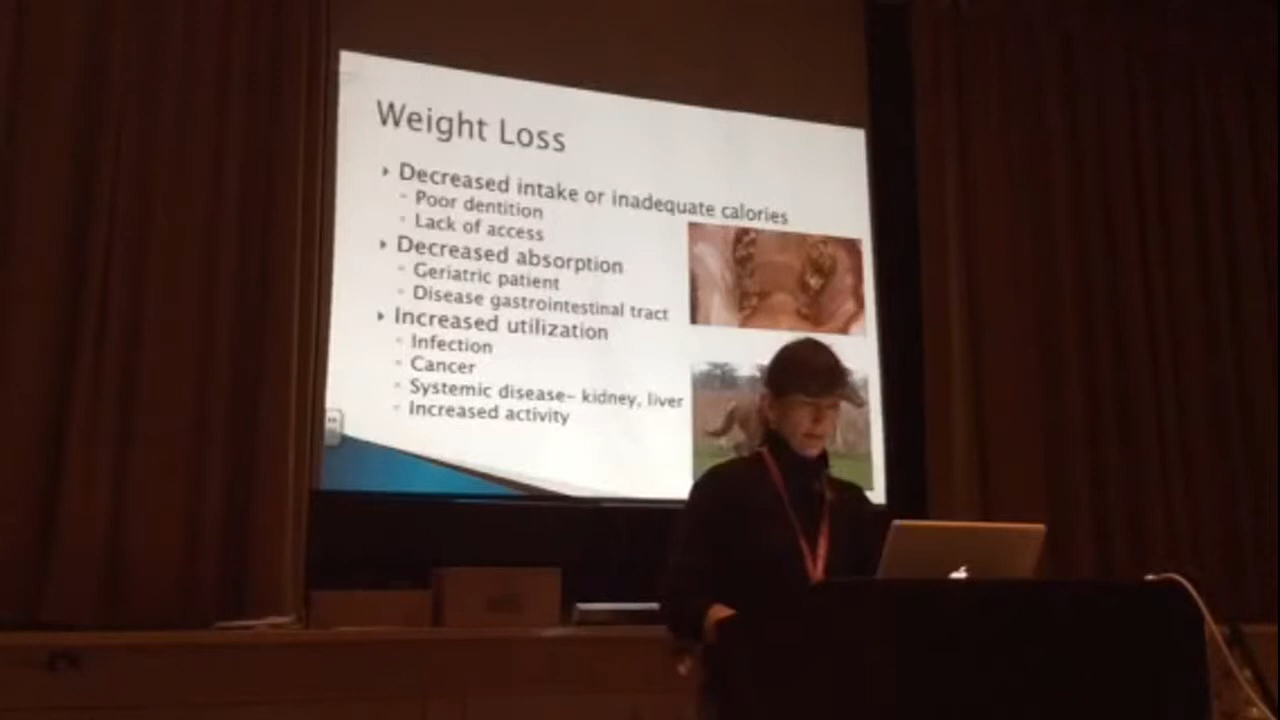 Weight Loss
Decreased intake or inadequate calories
Poor dentition
Lack of access
Decreased absorption
Geriatric patient
Disease gastrointestinal tract
Increased utilization
Infection
Cancer
Systemic disease- kidney, liver
Increased activity